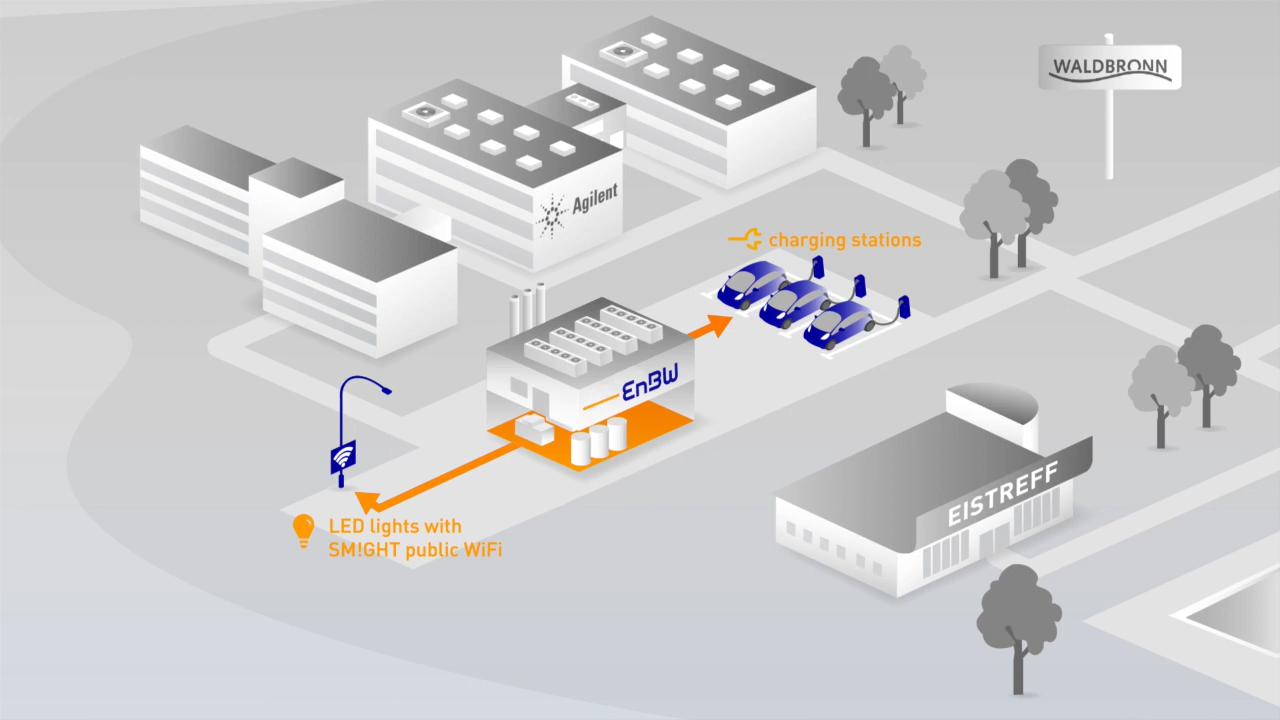 WALDBRONN
Agilent
charging stations
EnBW
EISTREFF
LED lights with
SM!GHT public WiFi